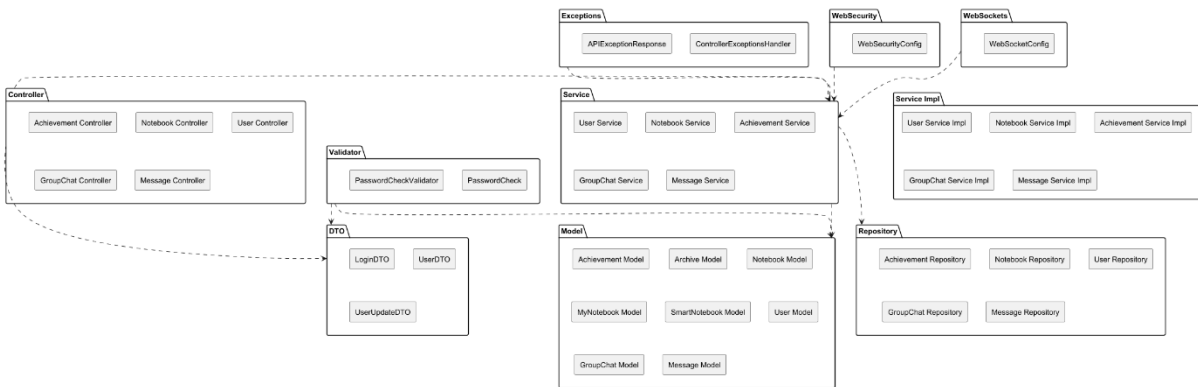 Exceptions
APIExceptionResponse ControllerExceptionsHandler
WebSecurity
WebSecurityConfig
WebSockets
WebSocketConfig
Controller
Achievement Controller Notebook Controller User Controller
GroupChat Controller Message Controller
Validator
PasswordCheckValidator PasswordCheck
Service
User Service Notebook Service Achievement Service
GroupChat Service Message Service
Service Impl
User Service Impl Notebook Service Impl Achievement Service Impl
GroupChat Service Impl Message Service Impl
DTO
LoginDTO UserDTO
UserUpdateDTO
Model
Achievement Model Archive Model Notebook Model
MyNotebook Model SmartNotebook Model User Model
GroupChat Model Message Model
Repository
Achievement Repository Notebook Repository User Repository
GroupChat Repository Message Repository